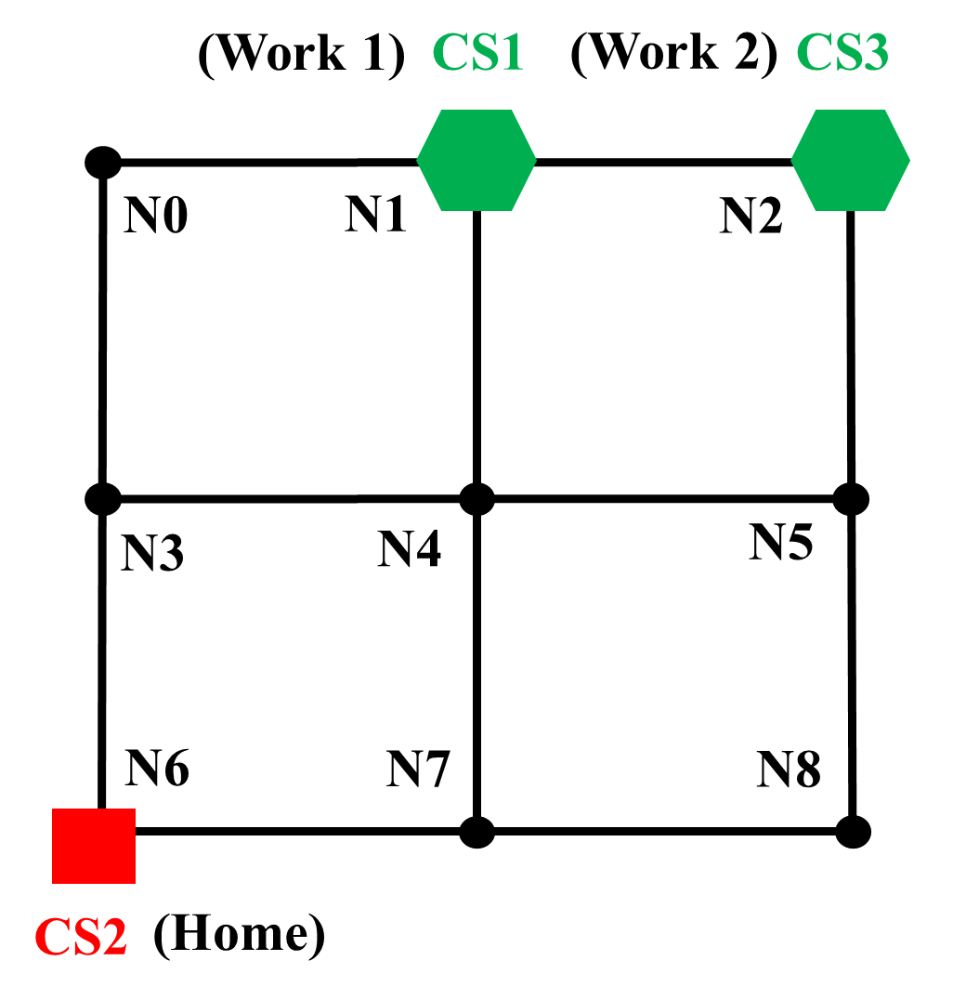 (Work 1) CS1 (Work 2) CS3
N0 N1 N2
N3 N4 N5
N6 N7 N8
CS2 (Home)